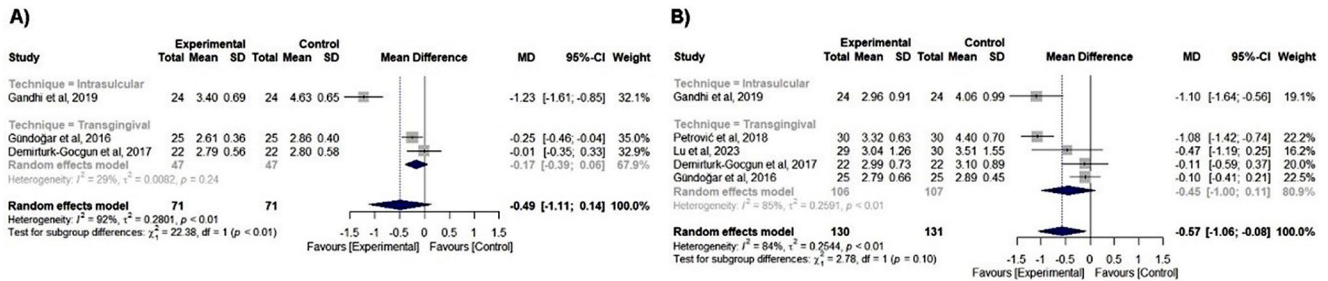 A)
Experimental Control
Study Total Mean SD Total Mean SD Mean Difference MD 95%-CI Weight
Technique = Intrasulcular
Gandhi et al, 2019 24 3.40 0.69 24 4.63 0.65 -1.23 [-1.61; -0.85] 32.1%
Technique = Transgingival
Gündoğar et al. 2016 25 2.61 0.36 25 2.86 0.40 -0.25 [-0.46; -0.04] 35.0%
Demirturk-Gocgun et al. 2017 22 2.79 0.56 22 2.80 0.58 -0.01 [-0.35; 0.33] 32.9%
Random effects model 47 47 -0.17 [-0.39; 0.06] 67.9%
Heterogeneity: I² = 29%, τ² = 0.0082, p = 0.24
Random effects model 71 71 -0.49 [-1.11; 0.14] 100.0%
Heterogeneity: I² = 92%, τ² = 0.2801, p < 0.01
Test for subgroup differences: χ²₁ = 22.38, df = 1 (p < 0.01)
-1.5 -1 -0.5 0 0.5 1 1.5
Favours [Experimental] Favours [Control]
B)
Experimental Control
Study Total Mean SD Total Mean SD Mean Difference MD 95%-CI Weight
Technique = Intrasulcular
Gandhi et al, 2019 24 2.96 0.91 24 4.06 0.99 -1.10 [-1.64; -0.56] 19.1%
Technique = Transgingival
Petrović et al, 2018 30 3.32 0.63 30 4.40 0.70 -1.08 [-1.42; -0.74] 22.2%
Lu et al, 2023 29 3.04 1.26 30 3.51 1.55 -0.47 [-1.19; 0.25] 16.2%
Demirturk-Gocgun et al, 2017 22 2.99 0.73 22 3.10 0.89 -0.11 [-0.59; 0.37] 20.0%
Gündoğar et al, 2016 25 2.79 0.66 25 2.89 0.45 -0.10 [-0.41; 0.21] 22.5%
Random effects model 106 107 -0.45 [-1.00; 0.11] 80.9%
Heterogeneity: I² = 85%, τ² = 0.2591, p < 0.01
Random effects model 130 131 -0.57 [-1.06; -0.08] 100.0%
Heterogeneity: I² = 84%, τ² = 0.2544, p < 0.01
Test for subgroup differences: χ²₁ = 2.78, df = 1 (p = 0.10)
-1.5 -1 -0.5 0 0.5 1 1.5
Favours [Experimental] Favours [Control]